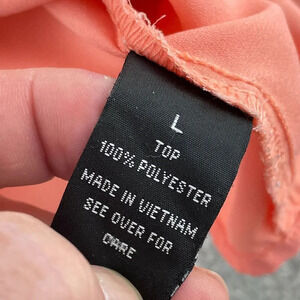 L
TOP
100% POLYESTER
MADE IN VIETNAM
SEE OVER FOR
CARE